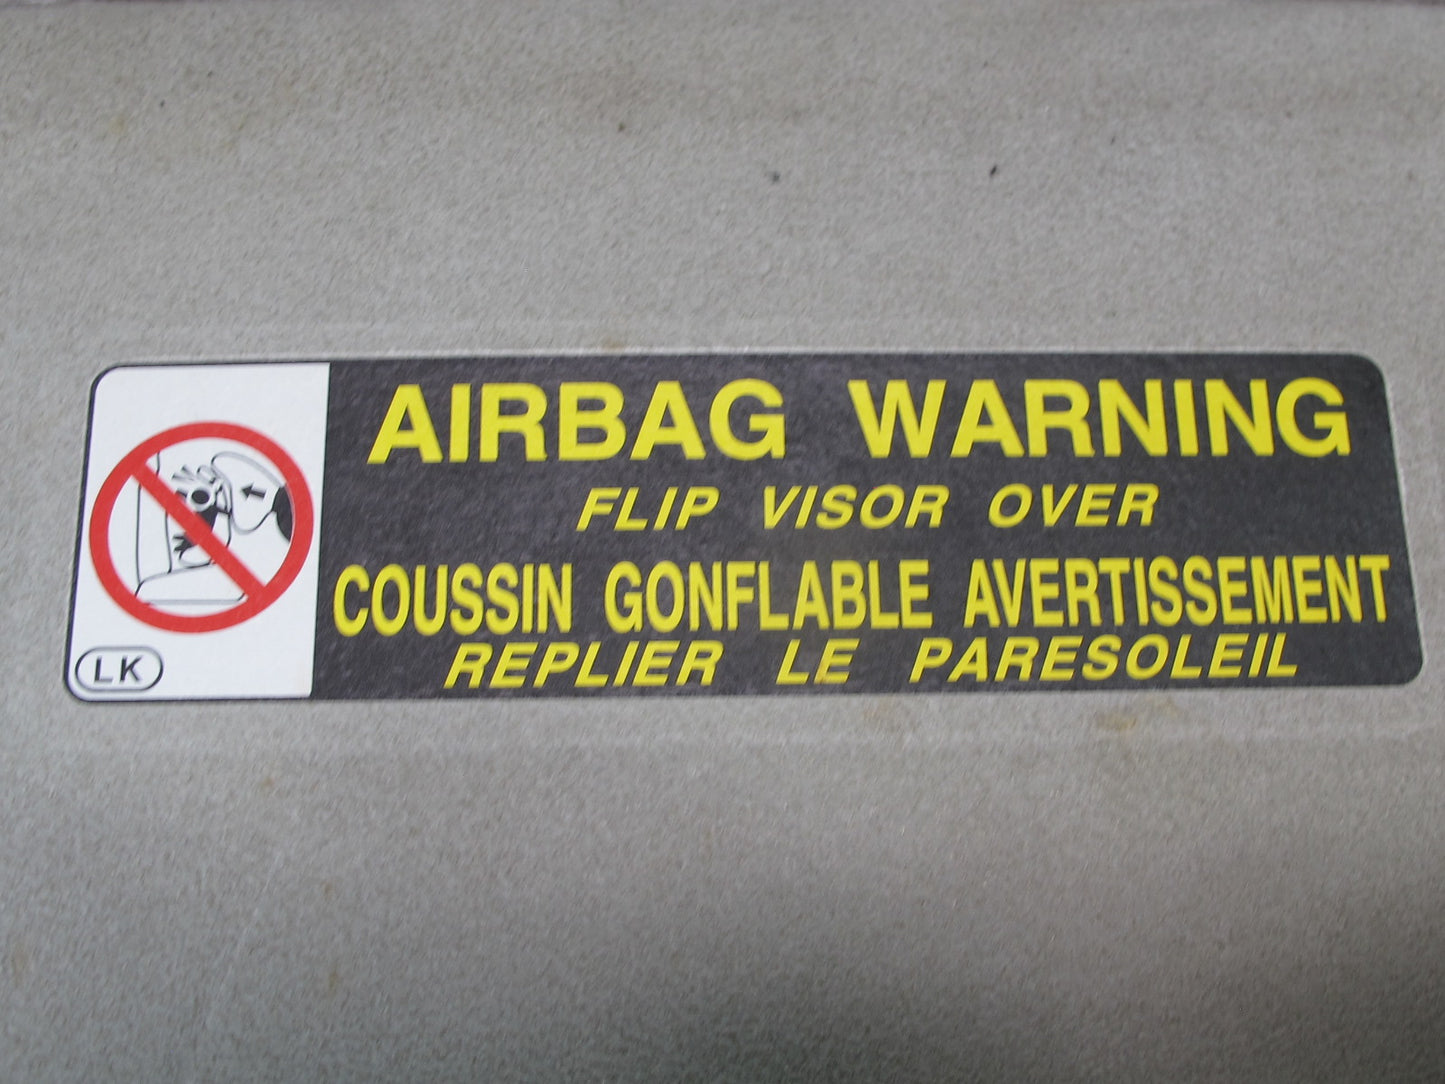 AIRBAG WARNING
FLIP VISOR OVER
COUSSIN GONFLABLE AVERTISSEMENT
REPLIER LE PARESOLEIL
LK